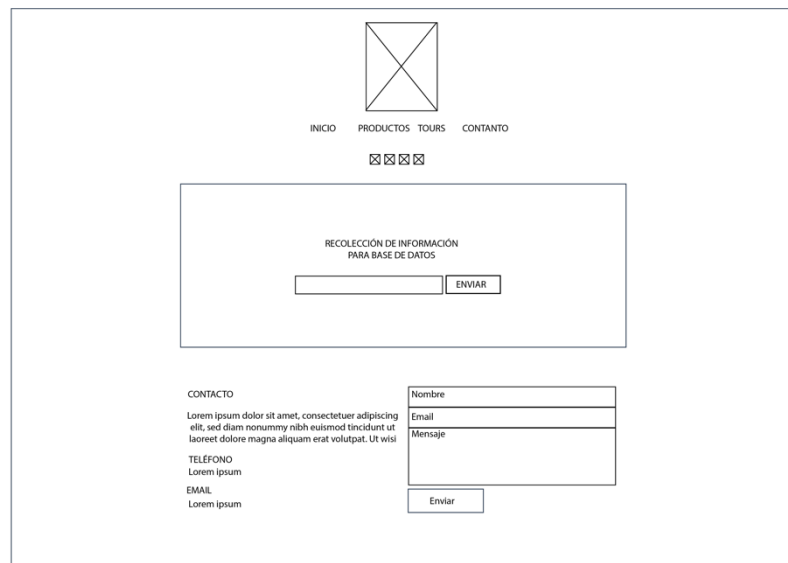 INICIO PRODUCTOS TOURS CONTANTO
RECOLECCIÓN DE INFORMACIÓN
PARA BASE DE DATOS
ENVIAR
CONTACTO
Lorem ipsum dolor sit amet, consectetuer adipiscing
elit, sed diam nonummy nibh euismod tincidunt ut
laoreet dolore magna aliquam erat volutpat. Ut wisi
TELÉFONO
Lorem ipsum
EMAIL
Lorem ipsum
Nombre
Email
Mensaje
Enviar